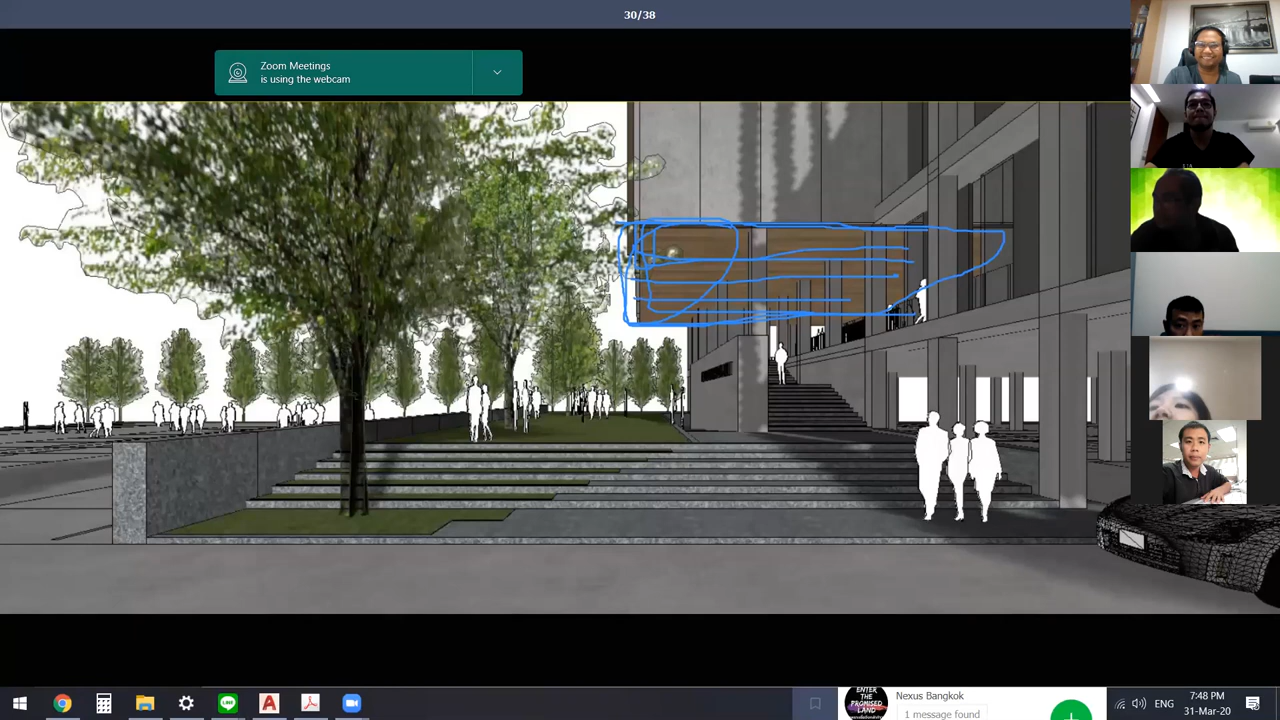 30/38
Zoom Meetings
is using the webcam
ENTER
THE
PROMISED
LAND
Nexus Bangkok
1 message found
ENG
7:48 PM
31-Mar-20